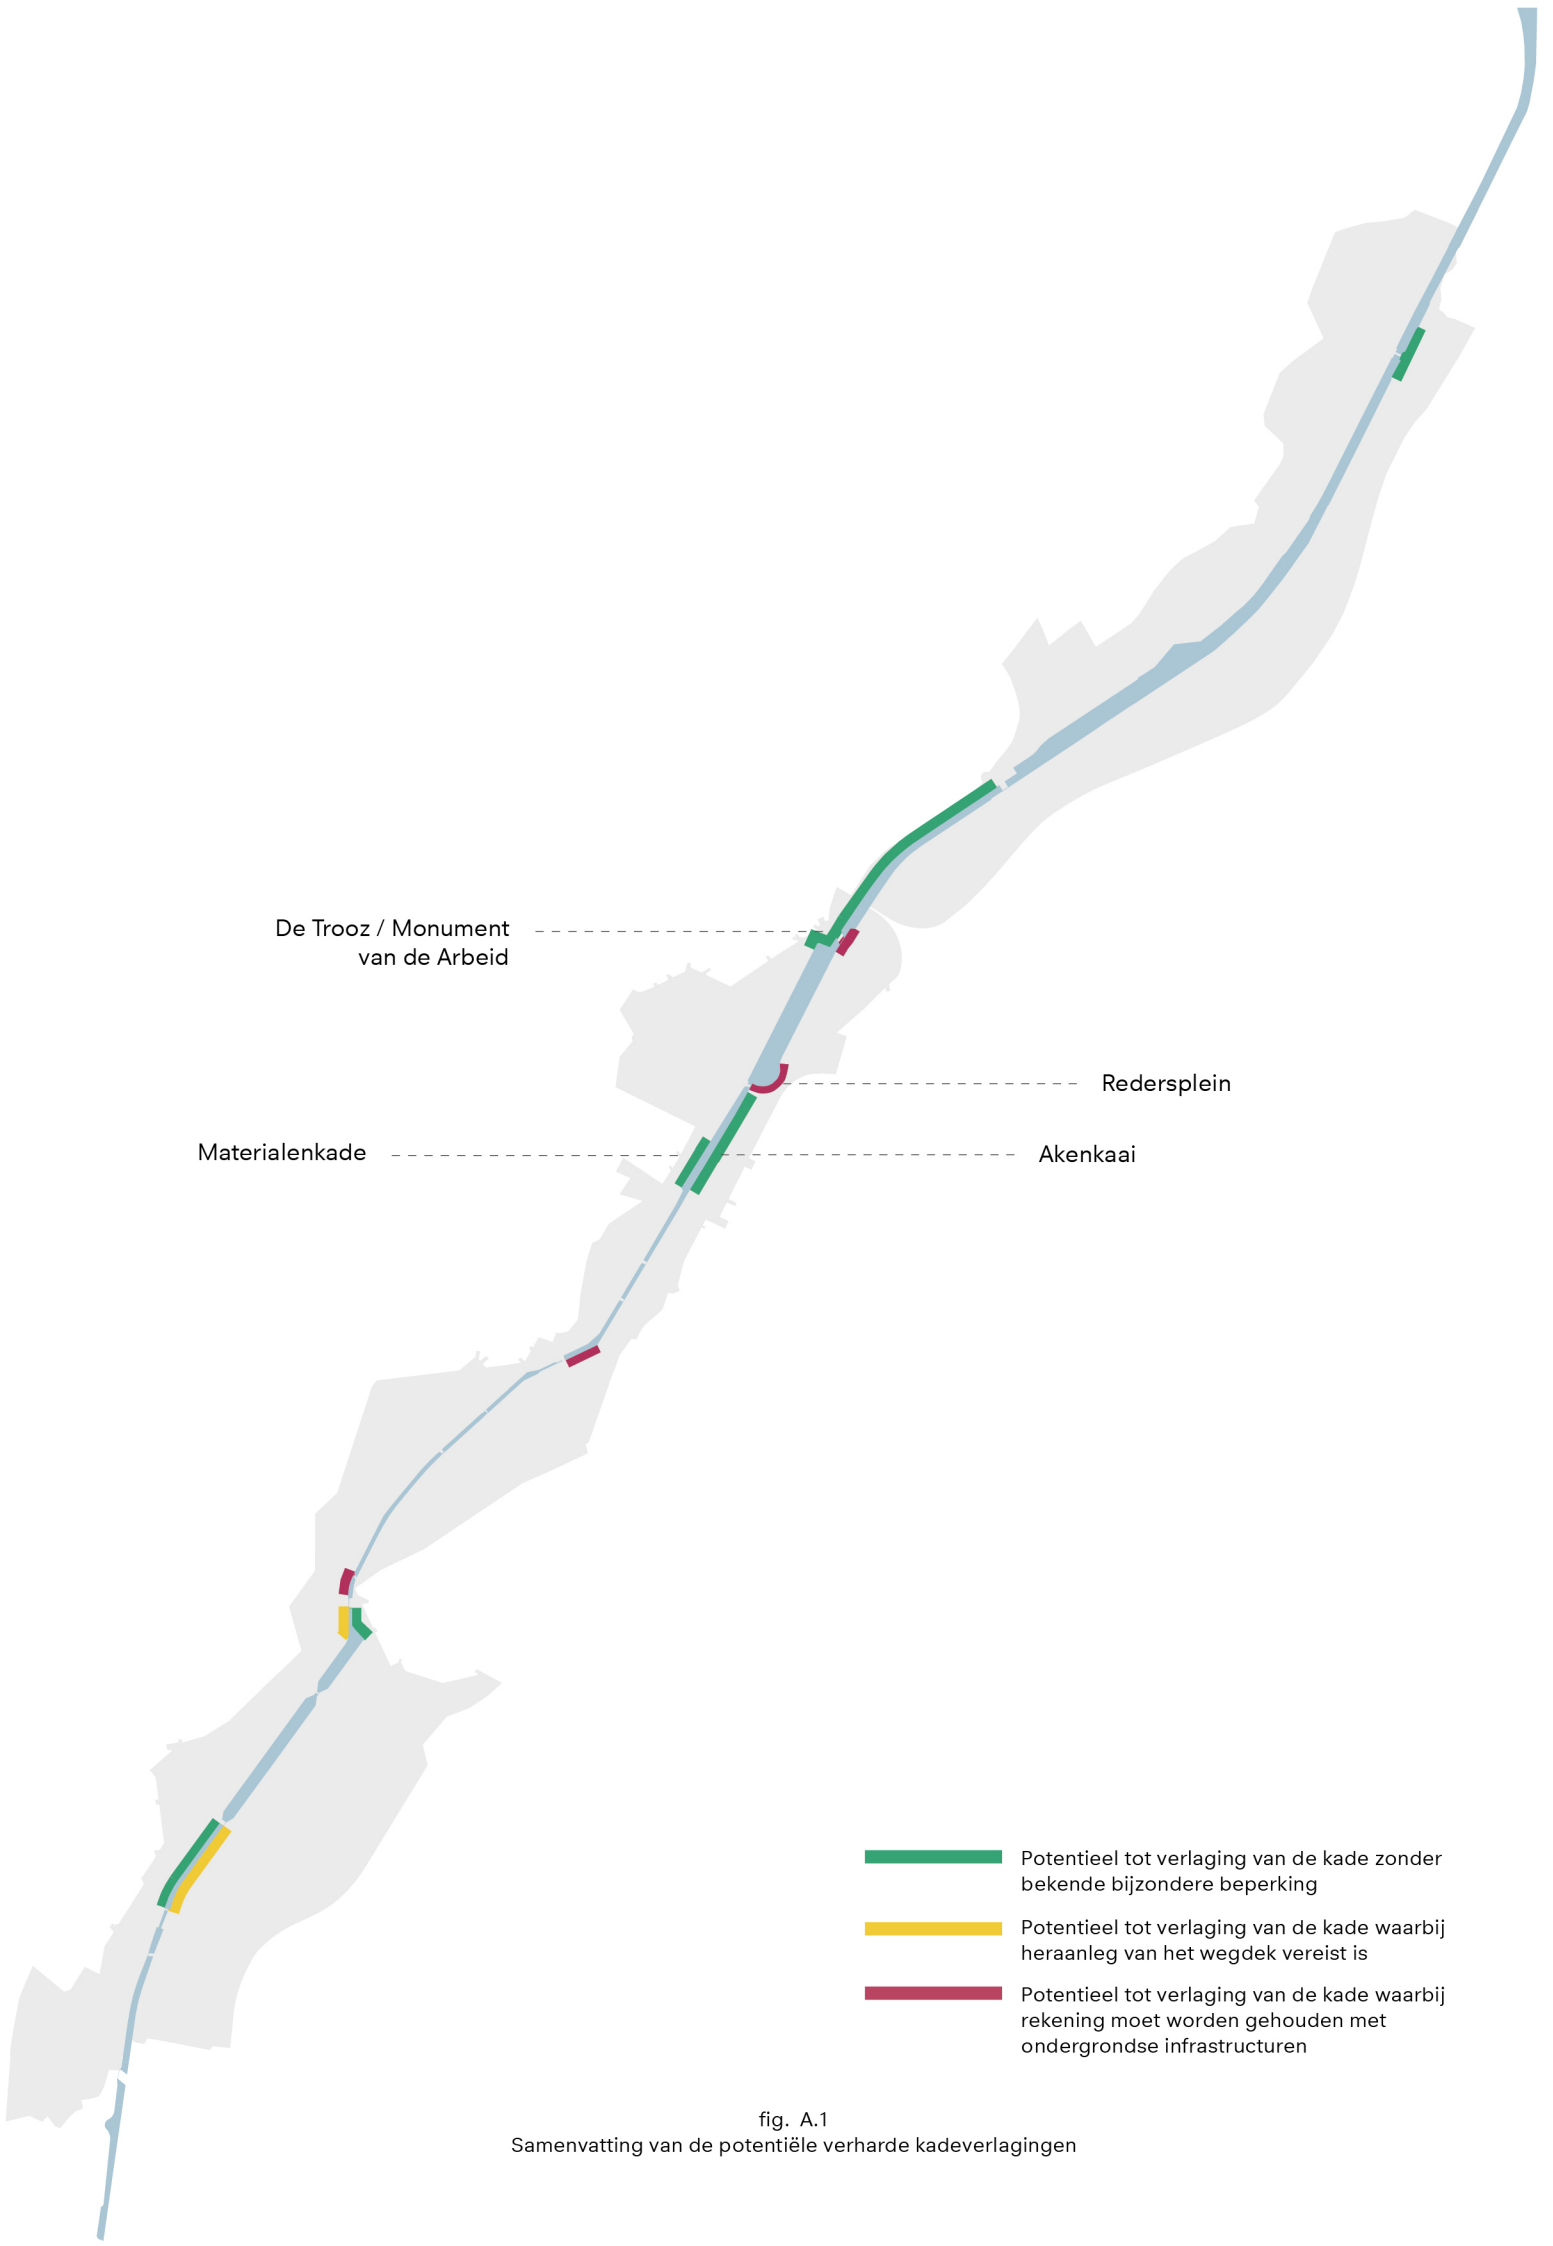 De Trooz / Monument
van de Arbeid
Redersplein
Materialenkade
Akenkaai
Potentieel tot verlaging van de kade zonder
bekende bijzondere beperking
Potentieel tot verlaging van de kade waarbij
heraanleg van het wegdek vereist is
Potentieel tot verlaging van de kade waarbij
rekening moet worden gehouden met
ondergrondse infrastructuren
fig. A.1
Samenvatting van de potentiële verharde kadeverlagingen